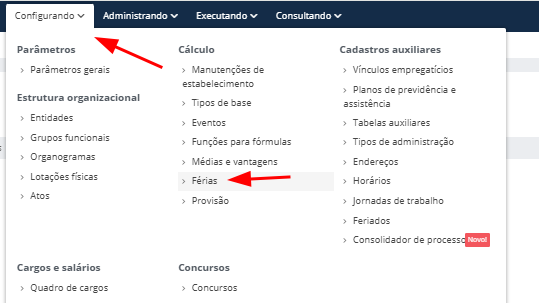 Configurando
Administrando
Executando
Consultando
Parâmetros
Parâmetros gerais
Estrutura organizacional
Entidades
Grupos funcionais
Organogramas
Lotações físicas
Atos
Cálculo
Manutenções de
estabelecimento
Tipos de base
Eventos
Funções para fórmulas
Médias e vantagens
Férias
Provisão
Cadastros auxiliares
Vínculos empregatícios
Planos de previdência e
assistência
Tabelas auxiliares
Tipos de administração
Endereços
Horários
Jornadas de trabalho
Feriados
Consolidador de processo Novo!
Cargos e salários
Quadro de cargos
Concursos
Concursos